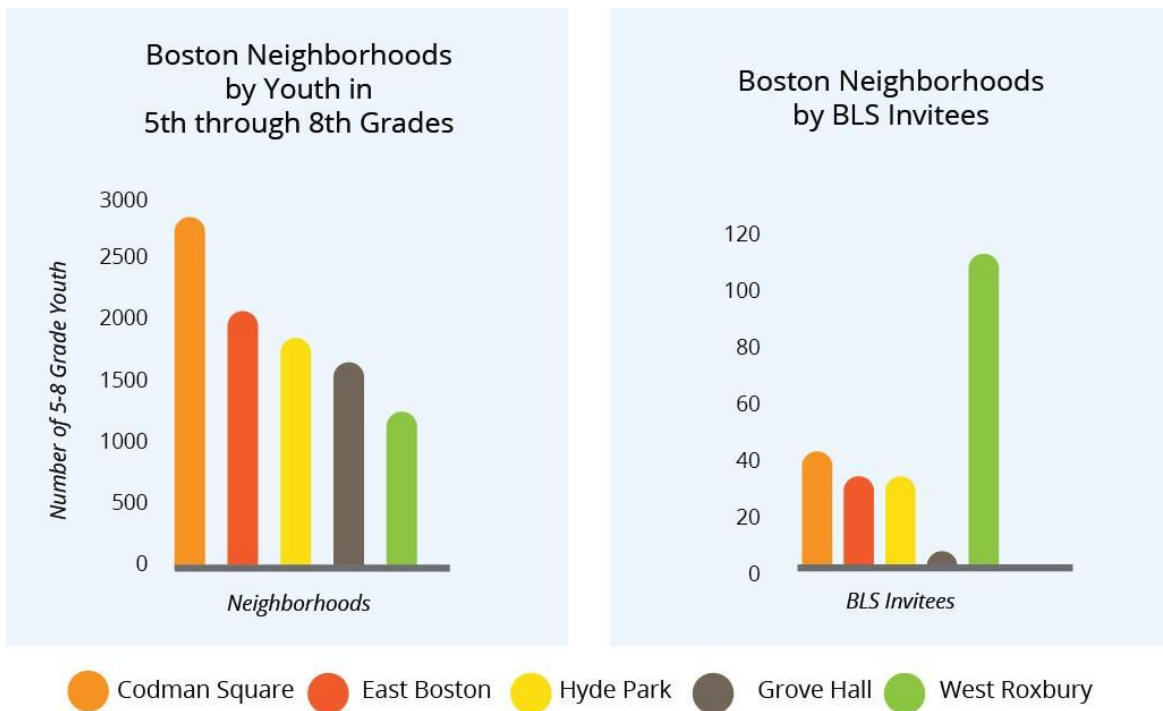 Boston Neighborhoods
by Youth in
5th through 8th Grades
3000
2500
2000
1500
1000
500
0
Number of 5-8 Grade Youth
Neighborhoods
Boston Neighborhoods
by BLS Invitees
120
100
80
60
40
20
0
BLS Invitees
Codman Square East Boston Hyde Park Grove Hall West Roxbury